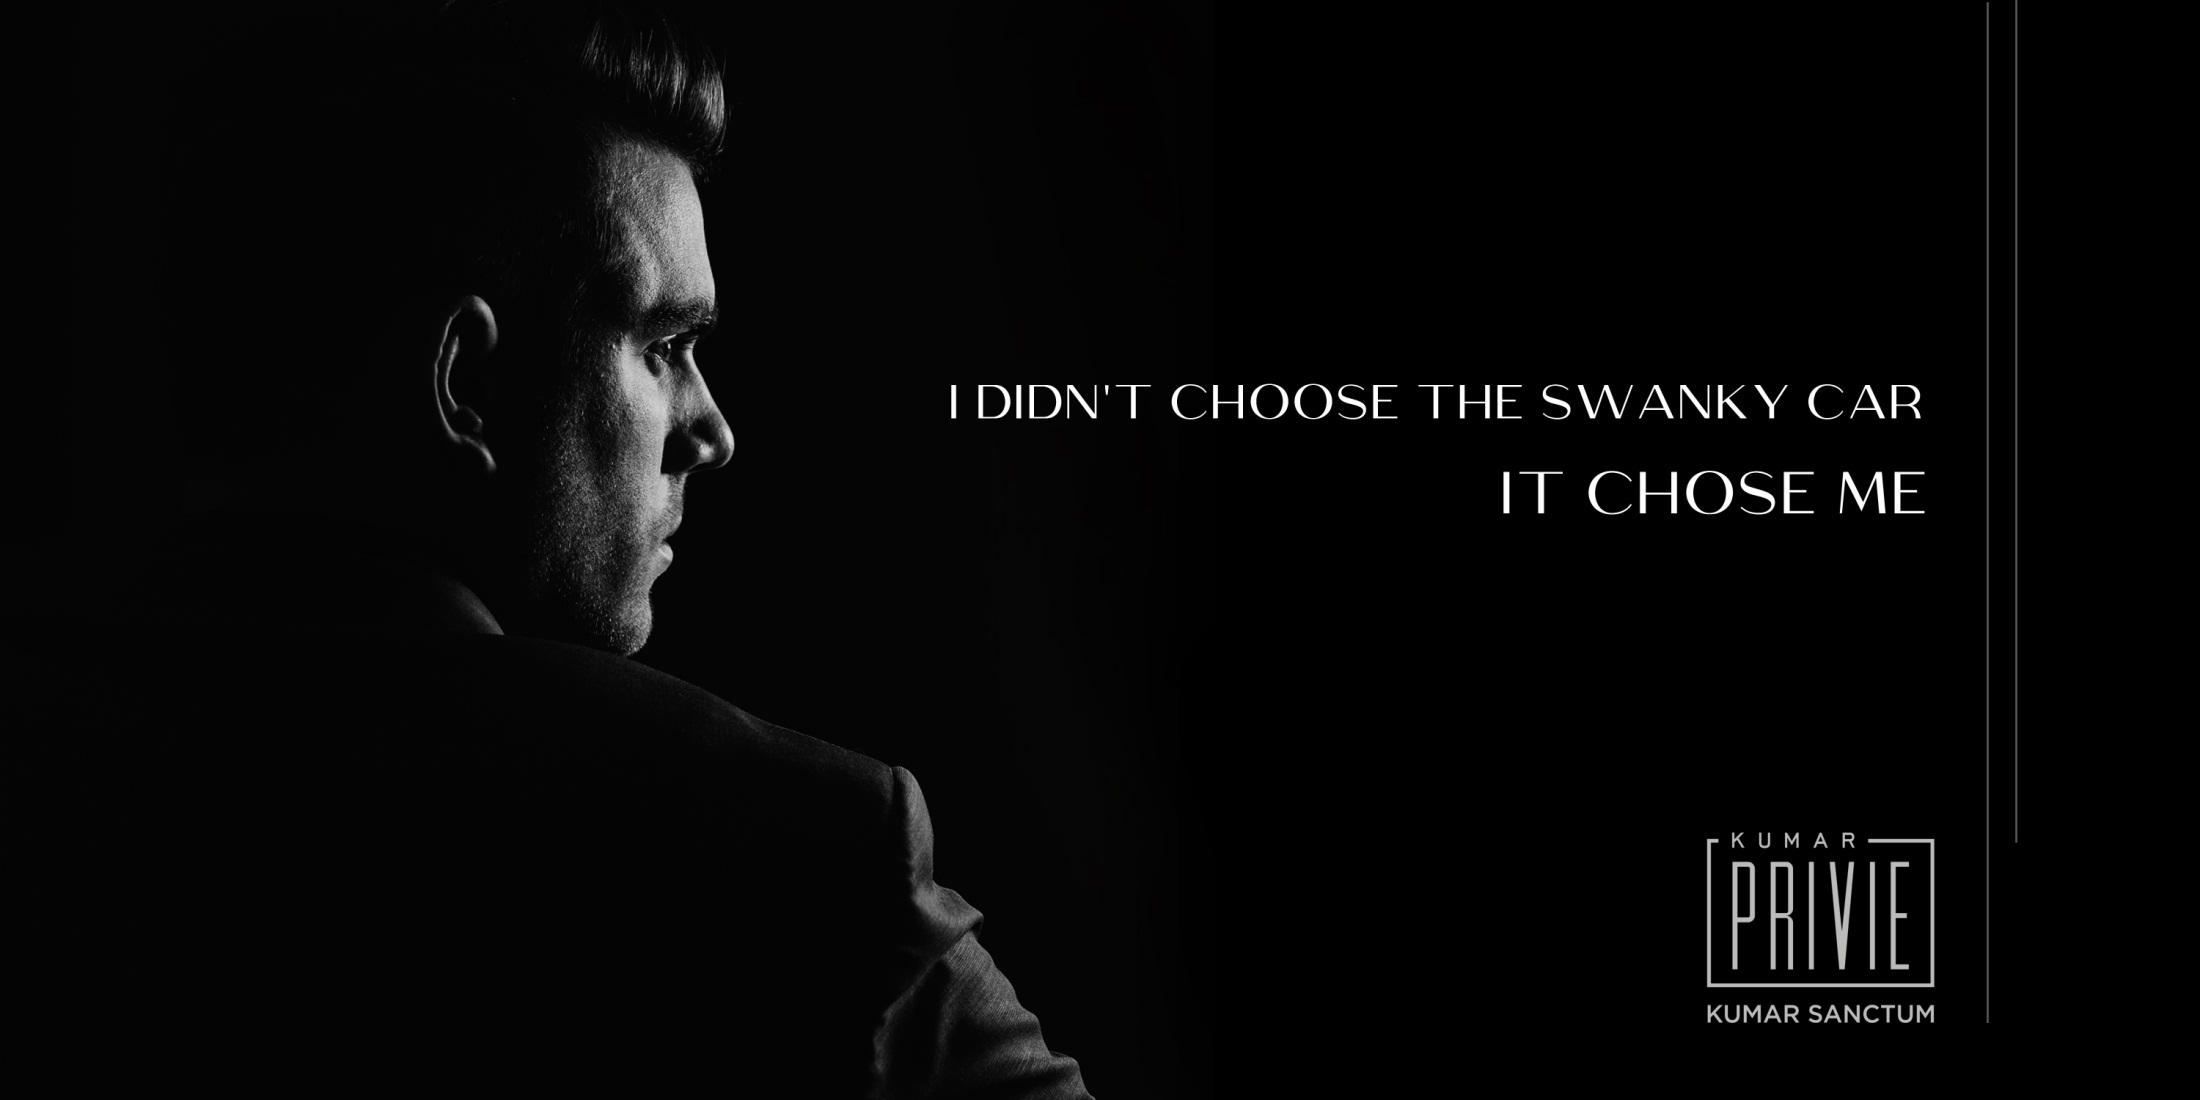 I DIDN'T CHOOSE THE SWANKY CAR
IT CHOSE ME
KUMAR
PRIVIE
KUMAR SANCTUM